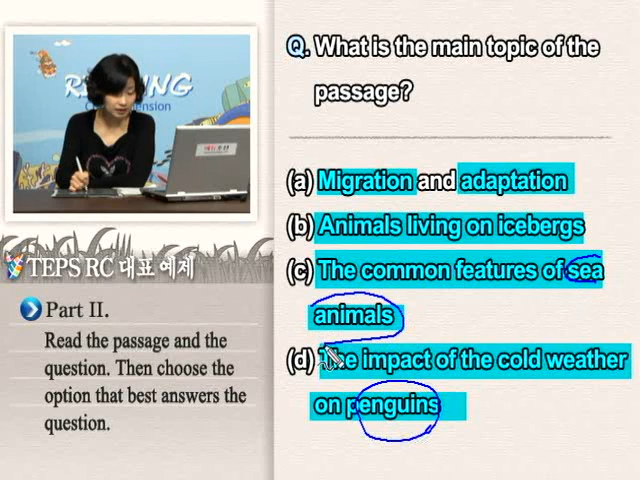 READING
Comprehension
TEPS RC 대표 예제
Part II.
Read the passage and the
question. Then choose the
option that best answers the
question.
Q. What is the main topic of the
passage?
(a) Migration and adaptation
(b) Animals living on icebergs
(c) The common features of sea
animals
(d) The impact of the cold weather
on penguins